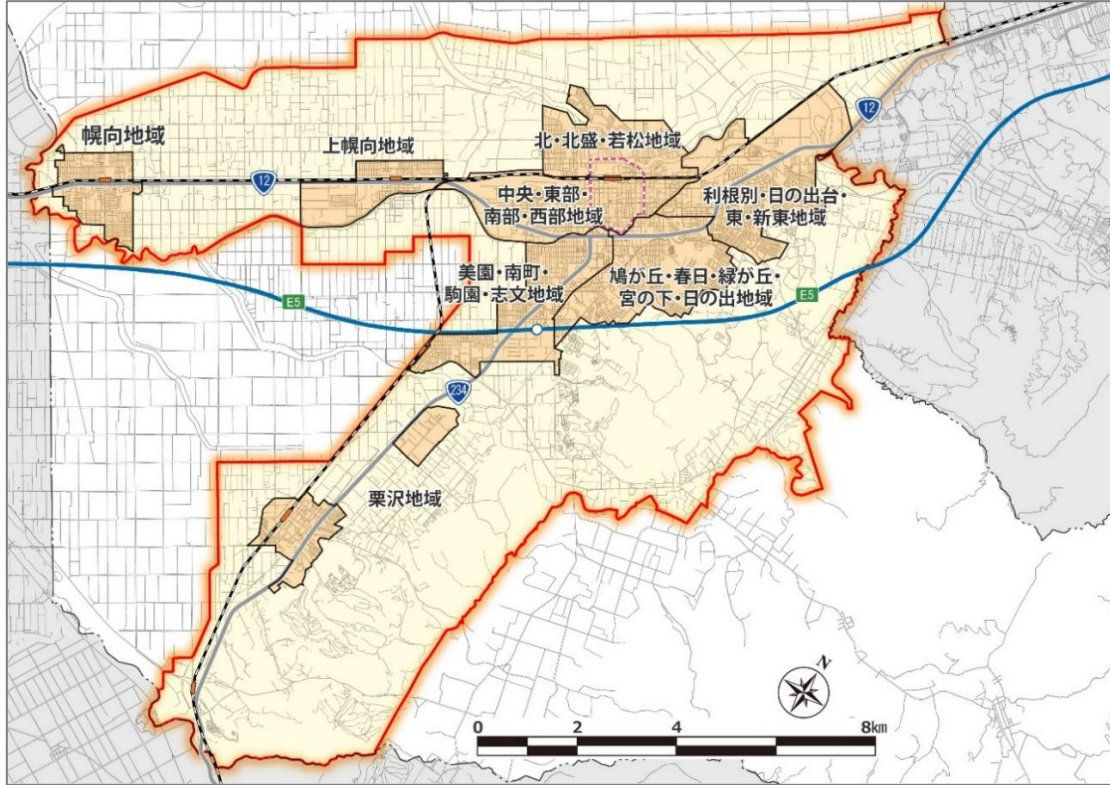 12
北・北盛・若松地域
幌向地域
上幌向地域
12
中央・東部・
南部・西部地域
利根別・日の出台・
東・新東地域
美園・南町・
駒園・志文地域
鳩が丘・春日・緑が丘・
宮の下・日の出地域
E5
E5
234
栗沢地域
N
0 2 4 8km